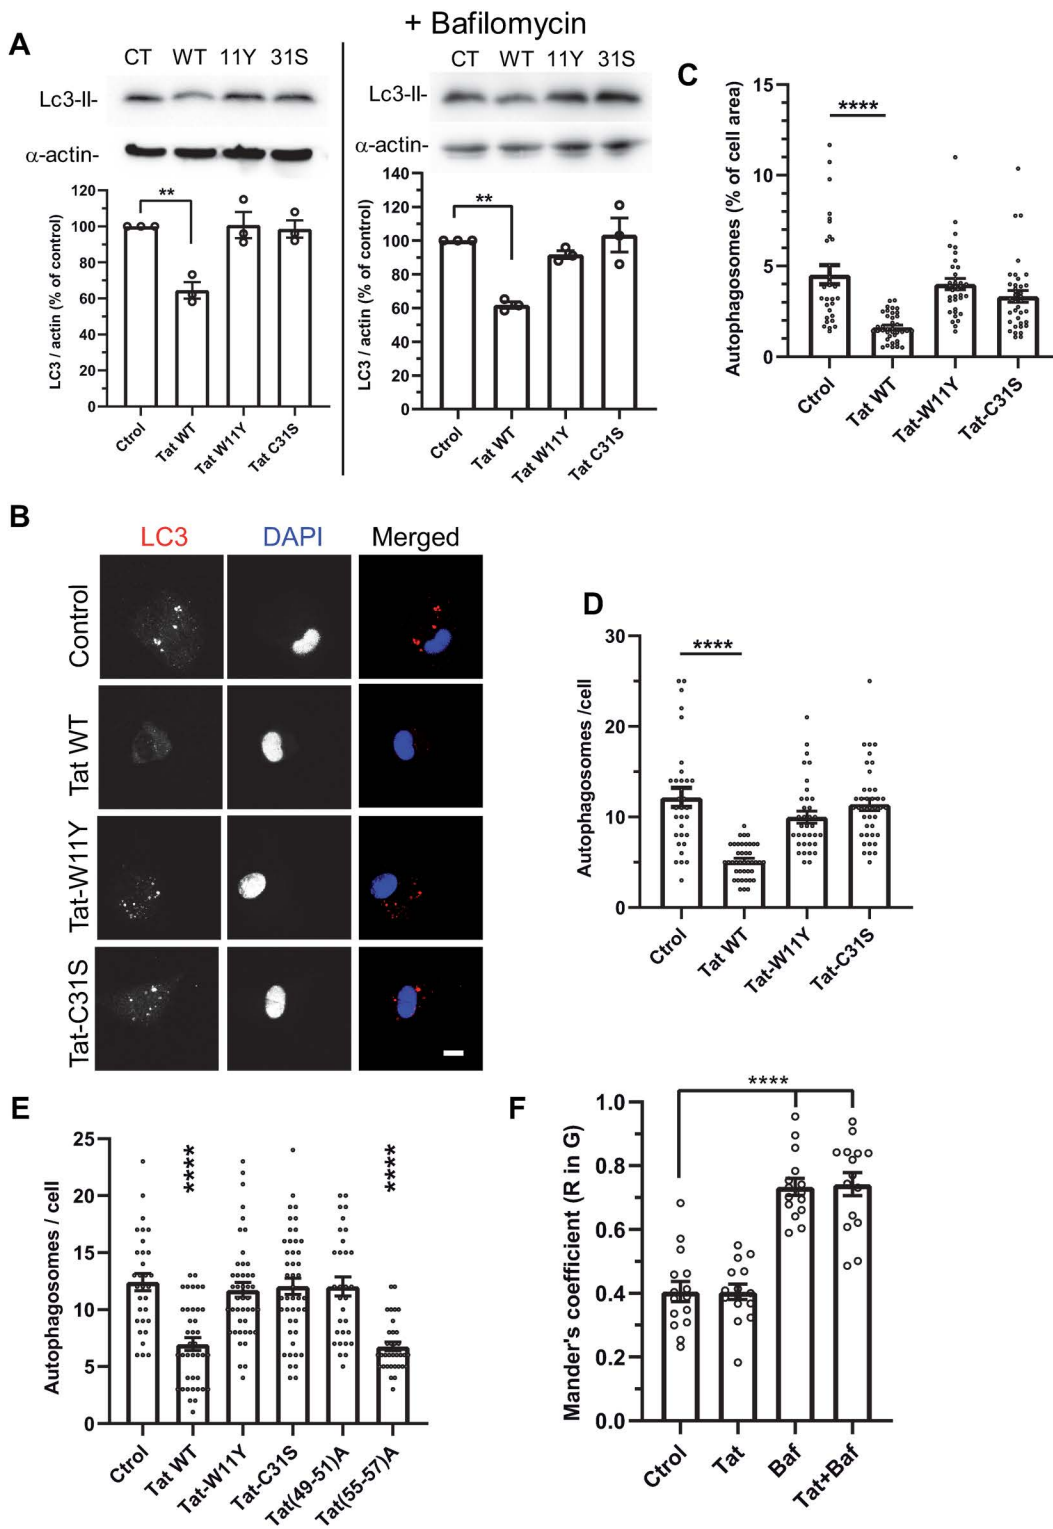 + Bafilomycin
A
CT WT 11Y 31S
Lc3-II-
α-actin-
LC3 / actin (% of control)
120
100
80
60
40
20
0
**
Ctrol
Tat WT
Tat W11Y
Tat C31S
CT WT 11Y 31S
Lc3-II-
α-actin-
LC3 / actin (% of control)
140
120
100
80
60
40
20
0
**
Ctrol
Tat WT
Tat W11Y
Tat C31S
C
Autophagosomes (% of cell area)
15
10
5
0
****
Ctrol
Tat WT
Tat-W11Y
Tat-C31S
B
LC3 DAPI Merged
Control
Tat WT
Tat-W11Y
Tat-C31S
D
Autophagosomes /cell
30
20
10
0
****
Ctrol
Tat WT
Tat-W11Y
Tat-C31S
E
Autophagosomes / cell
25
20
15
10
5
0
****
****
Ctrol
Tat WT
Tat-W11Y
Tat-C31S
Tat(49-51)A
Tat(55-57)A
F
Mander's coefficient (R in G)
1.0
0.8
0.6
0.4
0.2
0.0
****
Ctrol
Tat
Baf
Tat+Baf